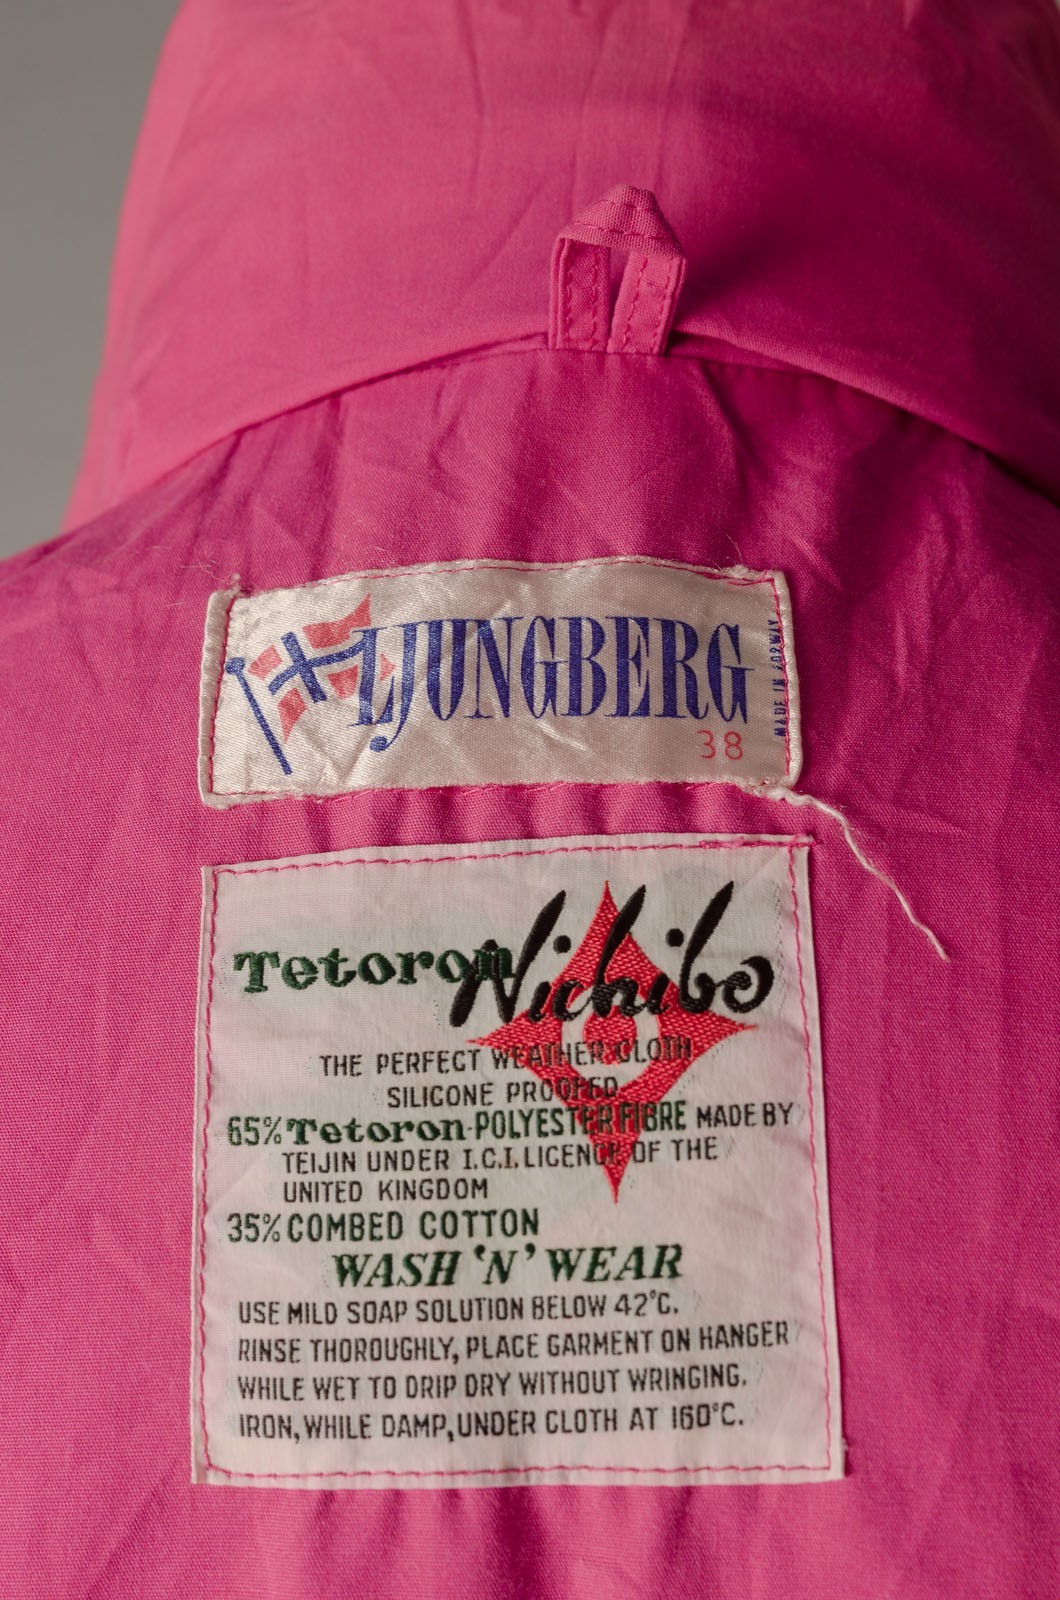 LJUNGBERG
38
MADE IN NORWAY
Tetoron Nichibo
THE PERFECT WEATHER CLOTH
SILICONE PROOFED
65% Tetoron-POLYESTER FIBRE MADE BY
TEIJIN UNDER I.C.I. LICENCE OF THE
UNITED KINGDOM
35% COMBED COTTON
WASH 'N' WEAR
USE MILD SOAP SOLUTION BELOW 42°C.
RINSE THOROUGHLY, PLACE GARMENT ON HANGER
WHILE WET TO DRIP DRY WITHOUT WRINGING.
IRON, WHILE DAMP, UNDER CLOTH AT 160°C.